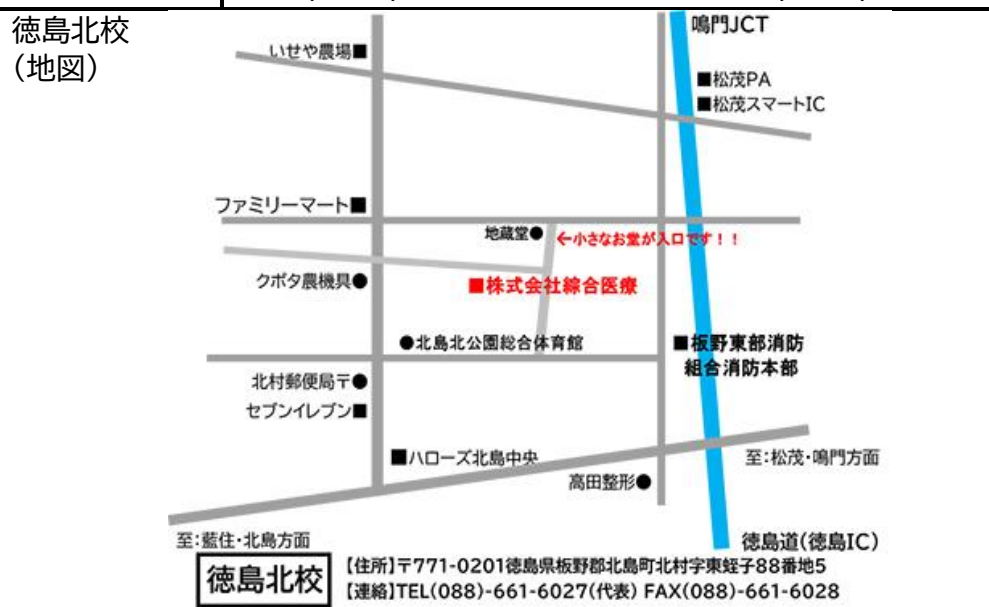 徳島北校
（地図）
鳴門JCT
いせや農場■
■松茂PA
■松茂スマートIC
ファミリーマート■
地蔵堂●
←小さなお堂が入口です！！
クボタ農機具●
■株式会社綜合医療
●北島北公園総合体育館
■板野東部消防
組合消防本部
北村郵便局〒●
セブンイレブン■
■ハローズ北島中央
至:松茂・鳴門方面
高田整形●
至:藍住・北島方面
徳島道(徳島IC)
徳島北校
【住所】〒771-0201徳島県板野郡北島町北村字東蛭子88番地5
【連絡】TEL(088)-661-6027(代表) FAX(088)-661-6028